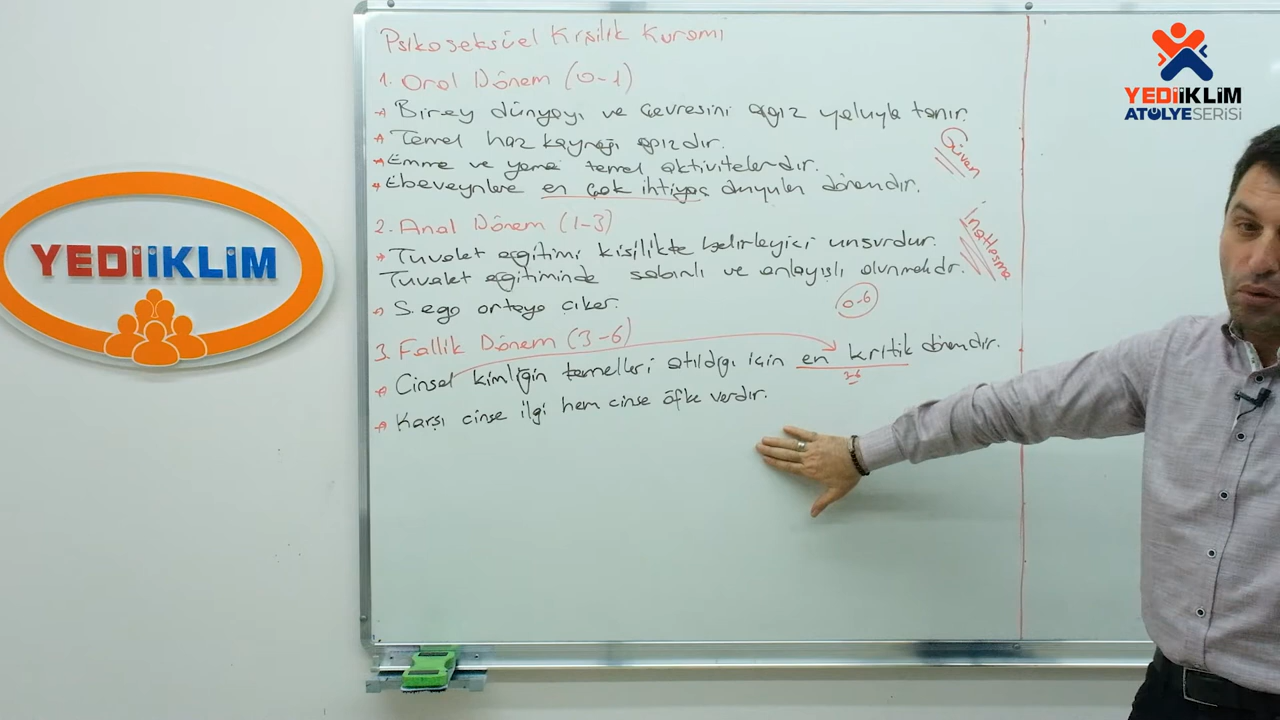 Psikoseksüel Kişilik Kuramı
1. Oral Dönem (0-1)
→ Birey dünyayı ve çevresini ağız yoluyla tanır.
→ Temel haz kaynağı ağızdır.
→ Emme ve yeme temel aktivitelerdir.
→ Ebeveynlere en çok ihtiyaç duyulan dönemdir.
Güven
2. Anal Dönem (1-3)
→ Tuvalet eğitimi kişilikte belirleyici unsurdur.
Tuvalet eğitiminde sabırlı ve anlayışlı olunmalıdır.
İnatlaşma
→ S. ego ortaya çıkar.
0-6
3. Fallik Dönem (3-6)
→ Cinsel kimliğin temelleri atıldığı için en kritik dönemdir.
3-6
→ Karşı cinse ilgi hem cinse öfke vardır.
YEDİİKLİM
YEDİİKLİM
ATÖLYE SERİSİ